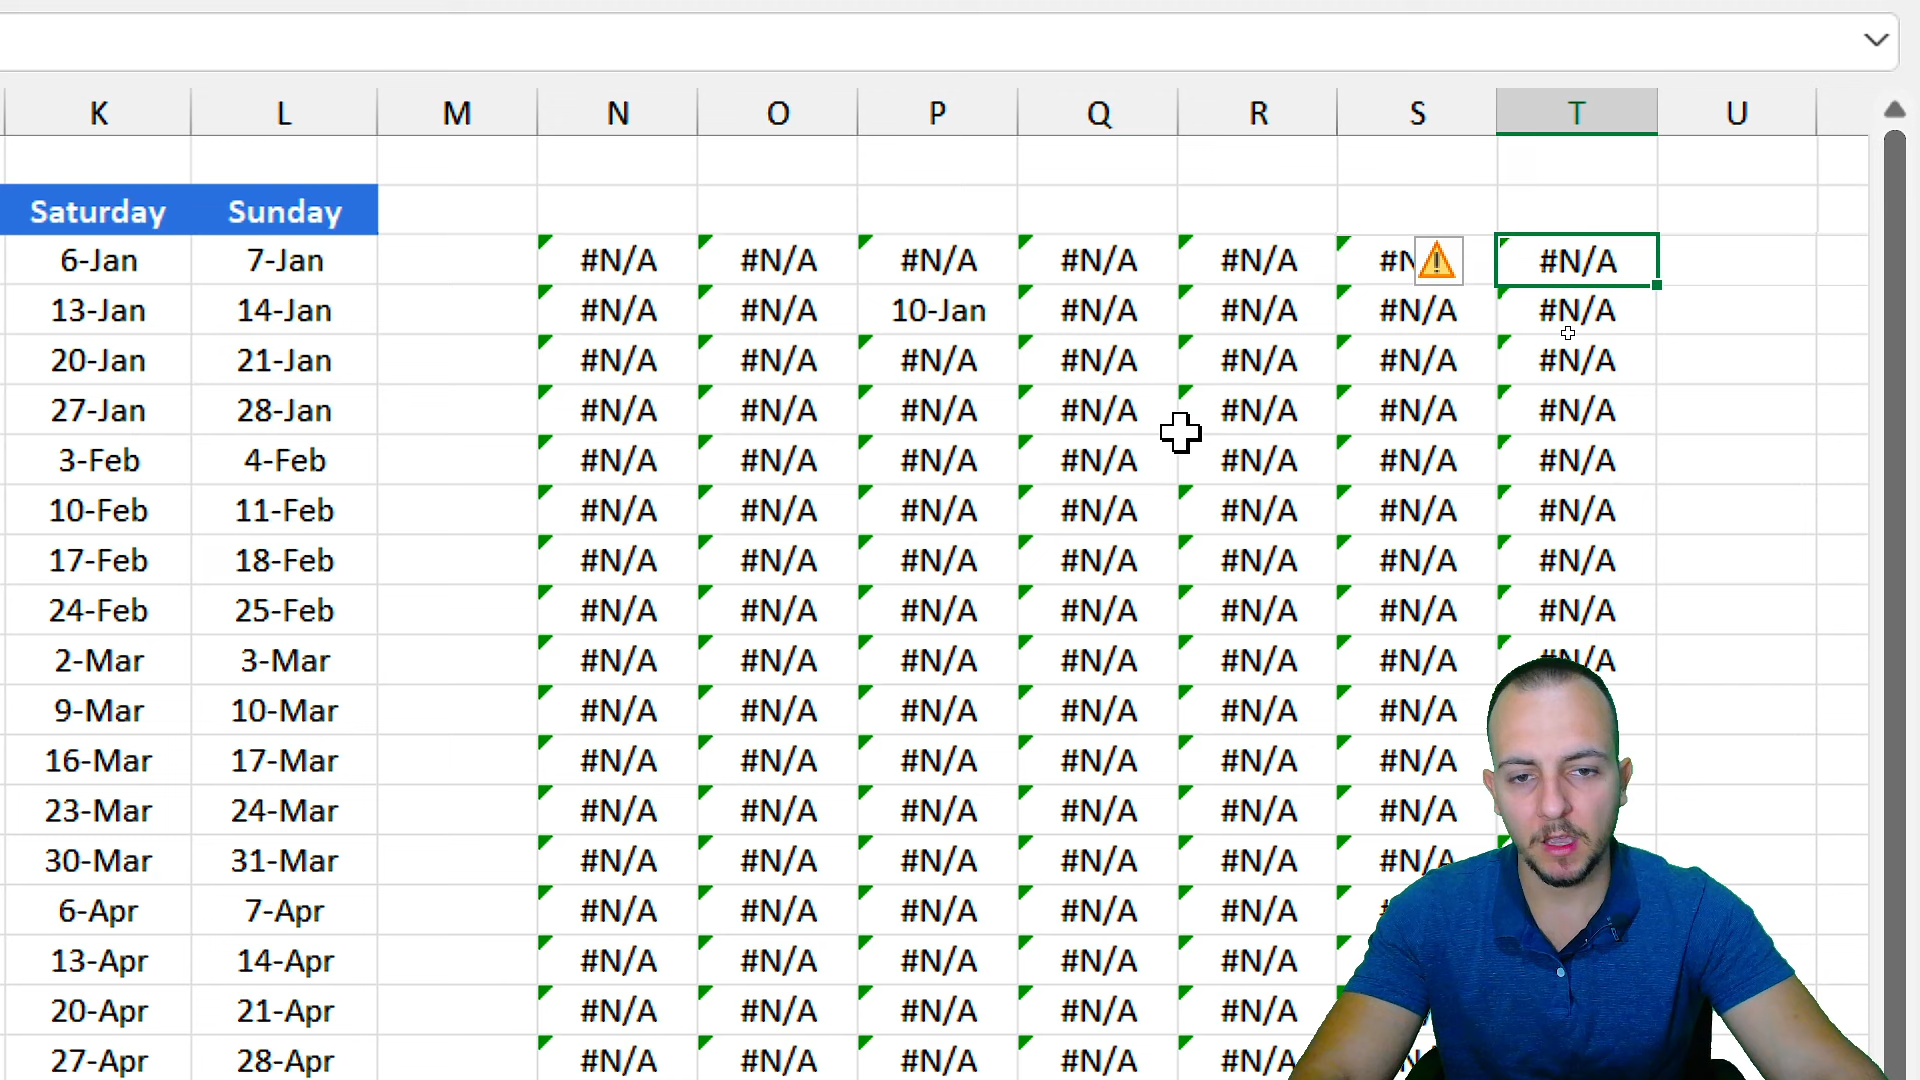 K L M N O P Q R S T U
Saturday Sunday
6-Jan 7-Jan #N/A #N/A #N/A #N/A #N/A #N #N/A
13-Jan 14-Jan #N/A #N/A 10-Jan #N/A #N/A #N/A #N/A
20-Jan 21-Jan #N/A #N/A #N/A #N/A #N/A #N/A #N/A
27-Jan 28-Jan #N/A #N/A #N/A #N/A #N/A #N/A #N/A
3-Feb 4-Feb #N/A #N/A #N/A #N/A #N/A #N/A #N/A
10-Feb 11-Feb #N/A #N/A #N/A #N/A #N/A #N/A #N/A
17-Feb 18-Feb #N/A #N/A #N/A #N/A #N/A #N/A #N/A
24-Feb 25-Feb #N/A #N/A #N/A #N/A #N/A #N/A #N/A
2-Mar 3-Mar #N/A #N/A #N/A #N/A #N/A #N/A #N/A
9-Mar 10-Mar #N/A #N/A #N/A #N/A #N/A #N/A
16-Mar 17-Mar #N/A #N/A #N/A #N/A #N/A #N/A
23-Mar 24-Mar #N/A #N/A #N/A #N/A #N/A #N/A
30-Mar 31-Mar #N/A #N/A #N/A #N/A #N/A #N/A
6-Apr 7-Apr #N/A #N/A #N/A #N/A #N/A
13-Apr 14-Apr #N/A #N/A #N/A #N/A #N/A
20-Apr 21-Apr #N/A #N/A #N/A #N/A #N/A
27-Apr 28-Apr #N/A #N/A #N/A #N/A #N/A